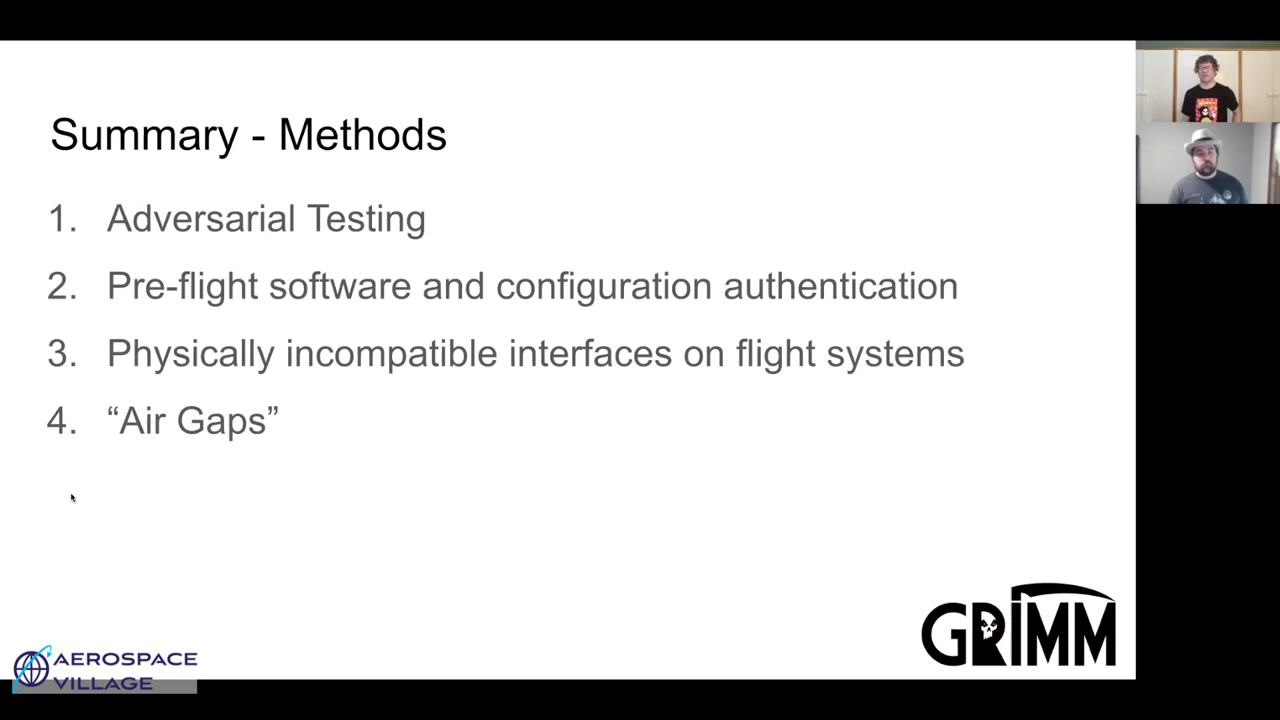 Summary - Methods
1. Adversarial Testing
2. Pre-flight software and configuration authentication
3. Physically incompatible interfaces on flight systems
4. “Air Gaps”
GRIMM
AEROSPACE
VILLAGE